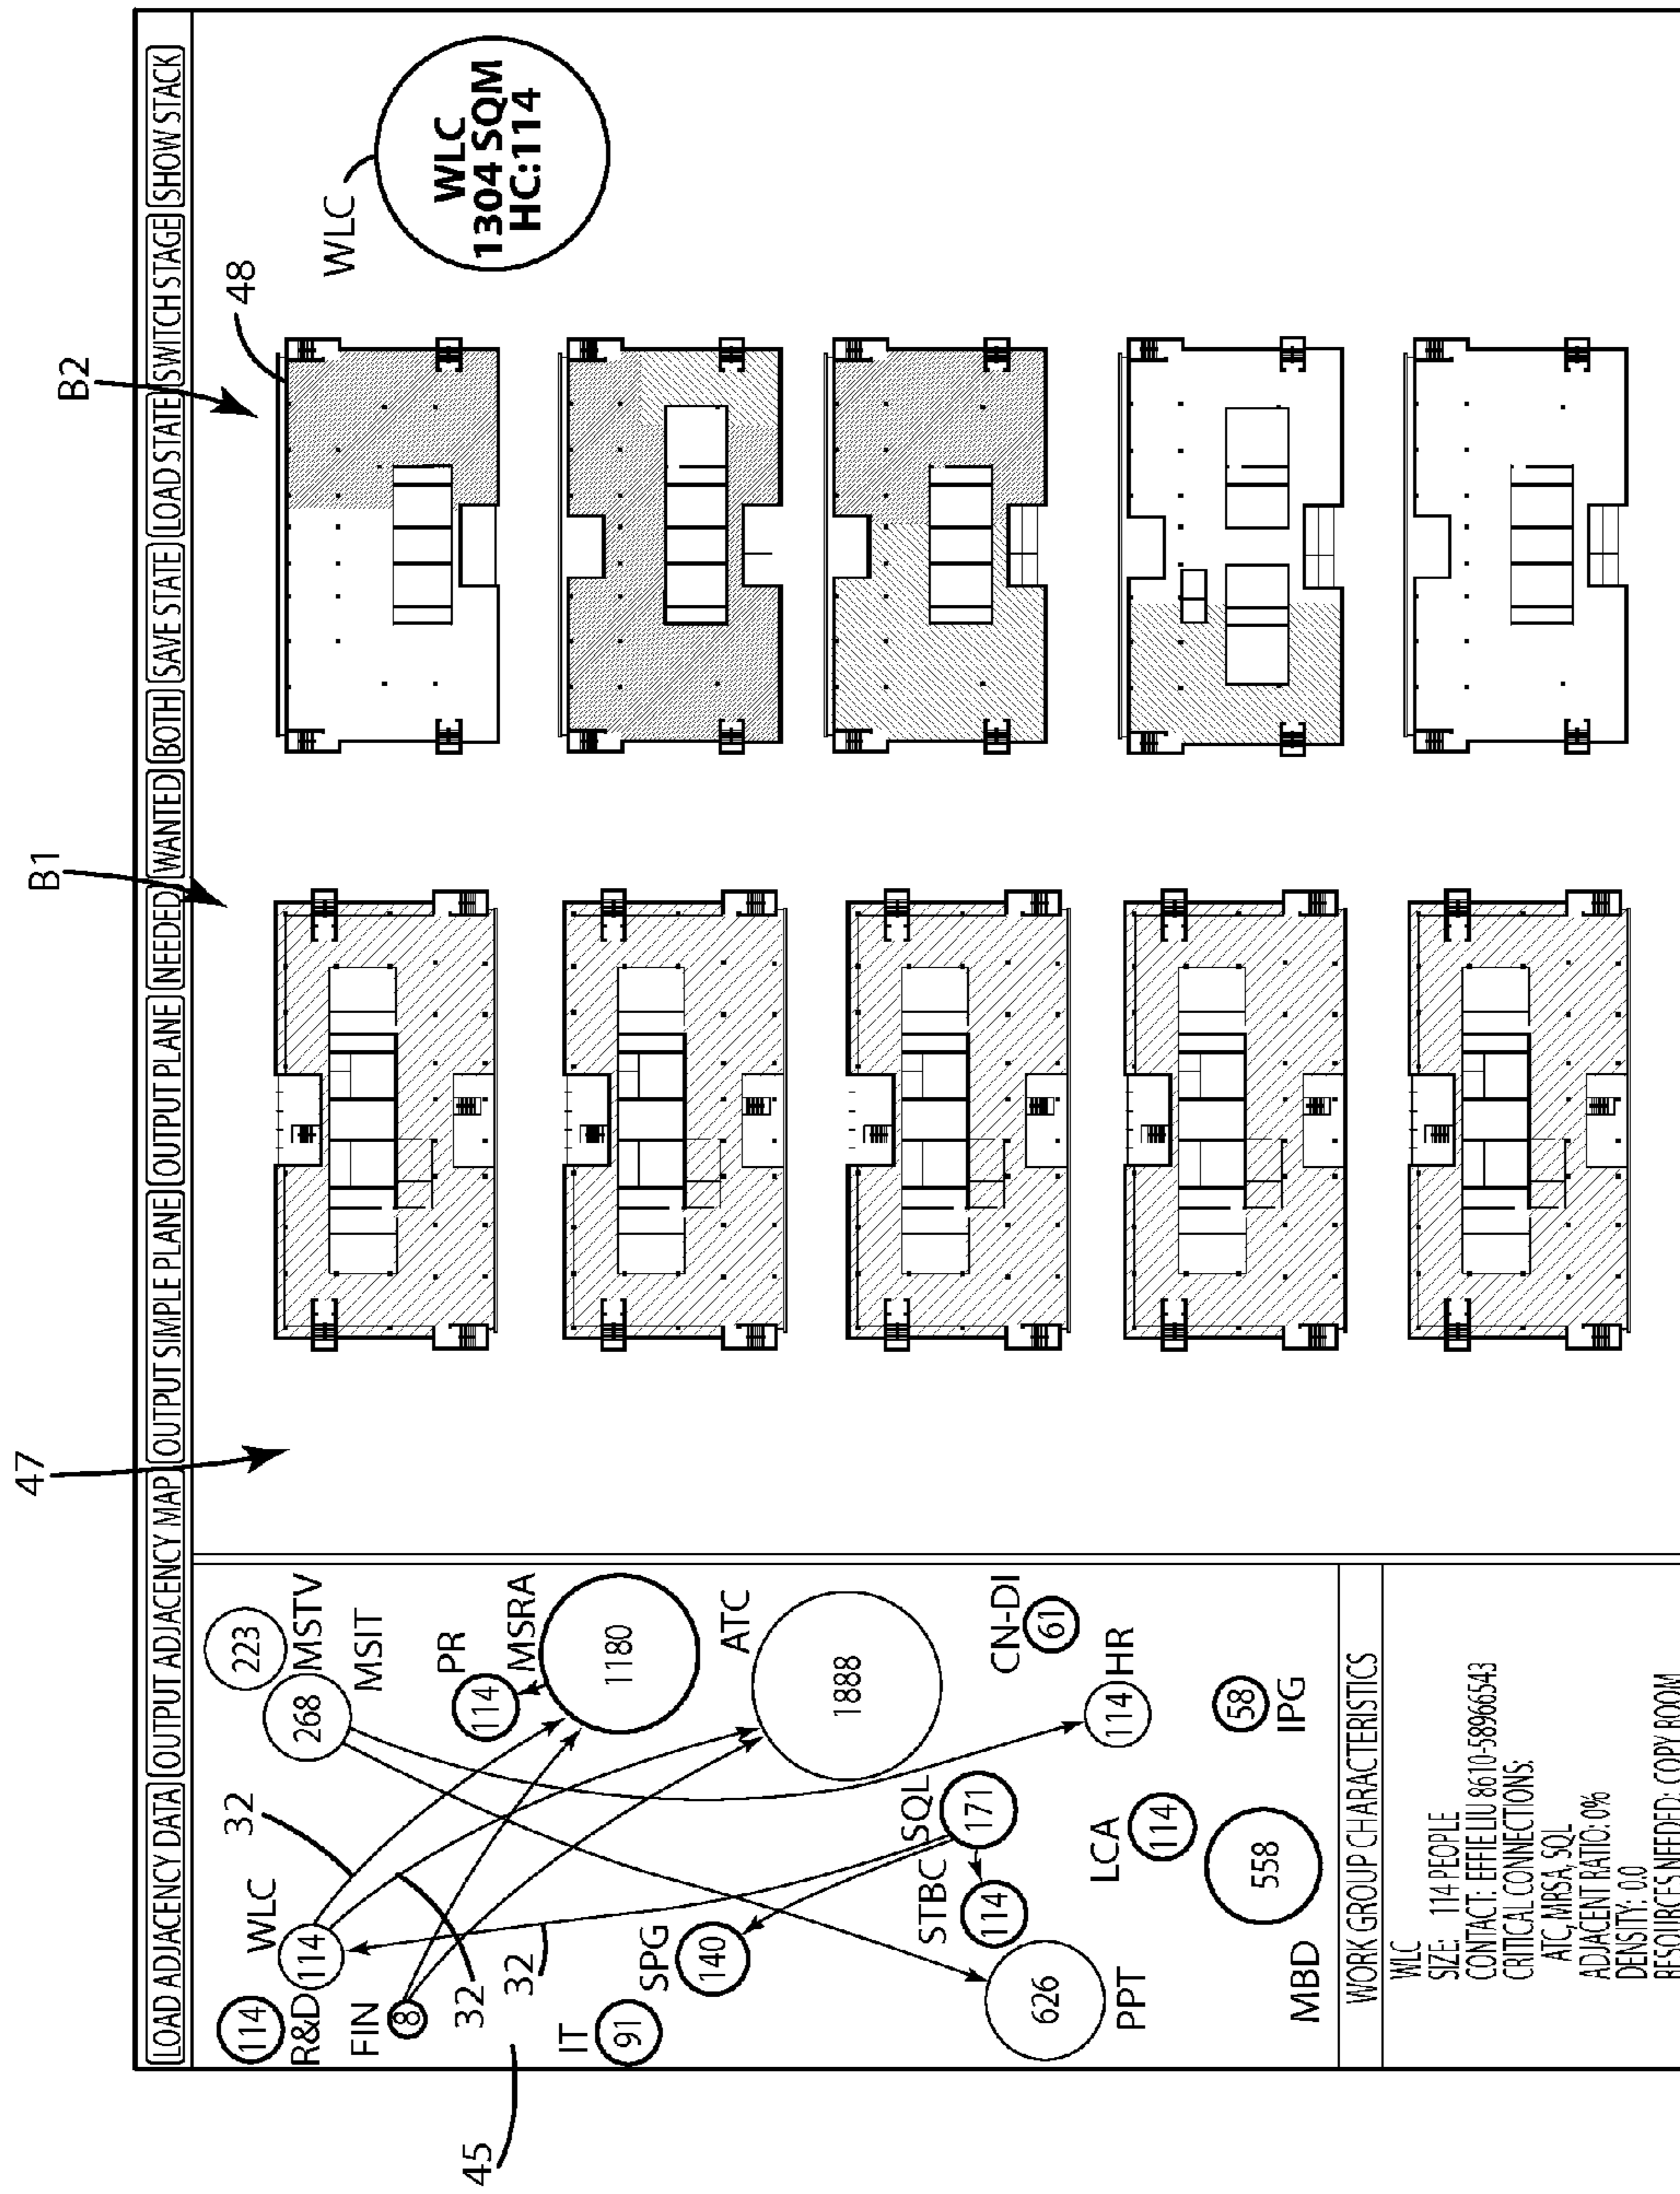 47
B1
B2
LOAD ADJACENCY DATA
OUTPUT ADJACENCY MAP
OUTPUT SIMPLE PLANE
OUTPUT PLANE
NEEDED
WANTED
BOTH
SAVE STATE
LOAD STATE
SWITCH STAGE
SHOW STACK
48
WLC
WLC
1304 SQM
HC:114
45
114
R&D
WLC
114
32
268
223
MSTV
MSIT
FIN
8
32
32
PR
114
MSRA
1180
IT
91
SPG
140
ATC
1888
STBC
114
SQL
171
CN-DI
61
626
PPT
LCA
114
114
HR
MBD
558
58
IPG
WORK GROUP CHARACTERISTICS
WLC
SIZE: 114 PEOPLE
CONTACT: EFFIE LIU 8610-58966543
CRITICAL CONNECTIONS:
ATC, MRSA, SQL
ADJACENT RATIO: 0%
DENSITY: 0.0
RESOURCES NEEDED: COPY ROOM